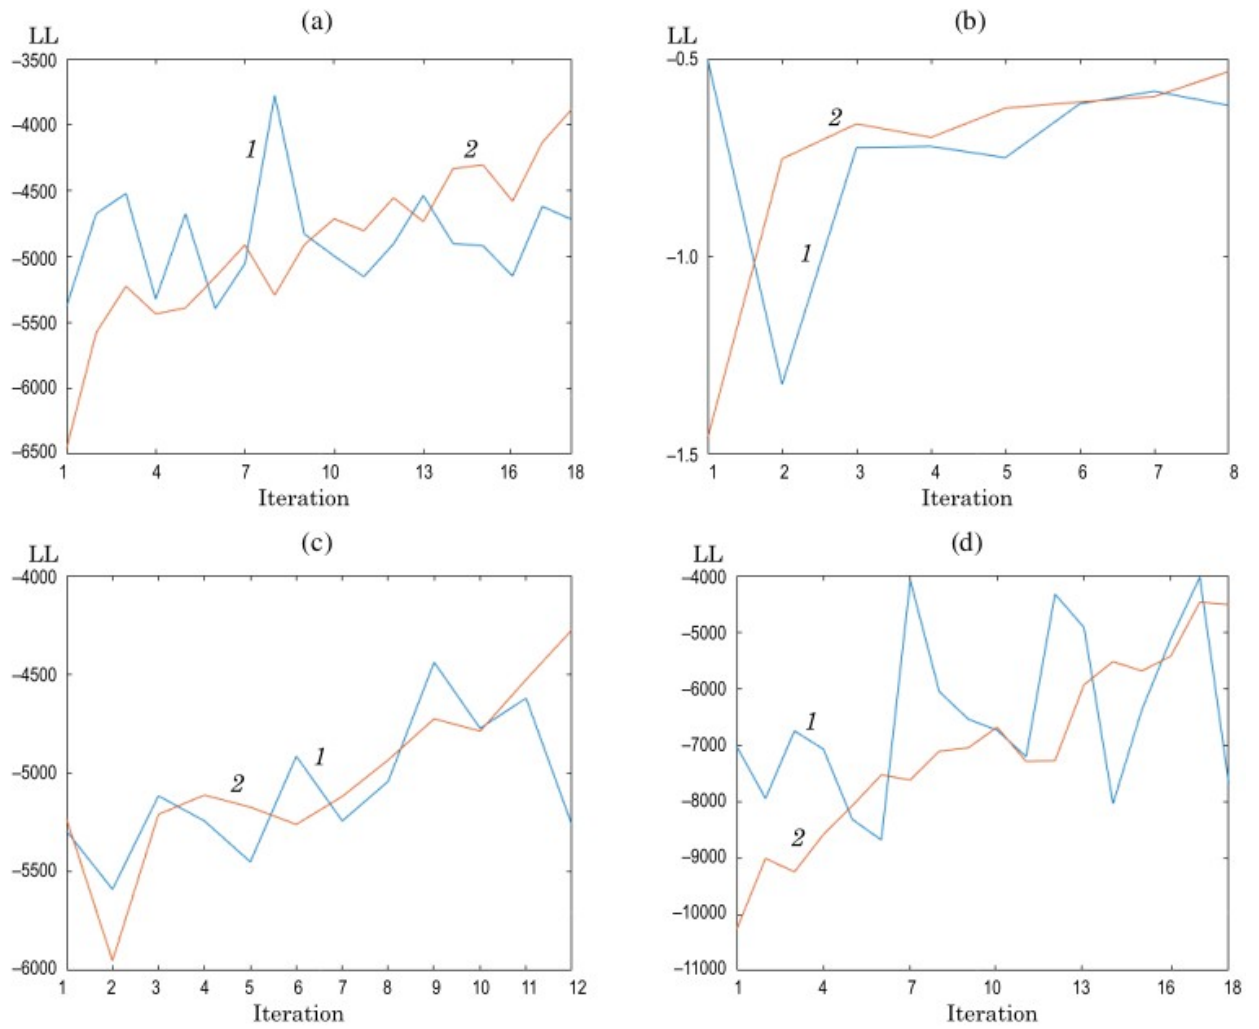 (a)
LL
−3500
−4000
−4500
−5000
−5500
−6000
−6500
1
2
1 4 7 10 13 16 18
Iteration
(b)
LL
−0.5
−1.0
−1.5
2
1
1 2 3 4 5 6 7 8
Iteration
(c)
LL
−4000
−4500
−5000
−5500
−6000
1
2
1 2 3 4 5 6 7 8 9 10 11 12
Iteration
(d)
LL
−4000
−5000
−6000
−7000
−8000
−9000
−10000
−11000
1
2
1 4 7 10 13 16 18
Iteration